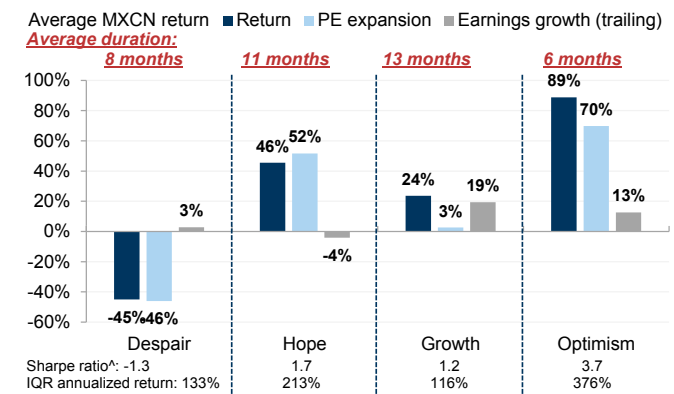 Average MXCN return Return PE expansion Earnings growth (trailing)
Average duration:
8 months 11 months 13 months 6 months
100%
80%
60%
40%
20%
0%
-20%
-40%
-60%
-45% -46% 3%
46% 52% -4%
24% 3% 19%
89% 70% 13%
Despair Hope Growth Optimism
Sharpe ratio^: -1.3 1.7 1.2 3.7
IQR annualized return: 133% 213% 116% 376%